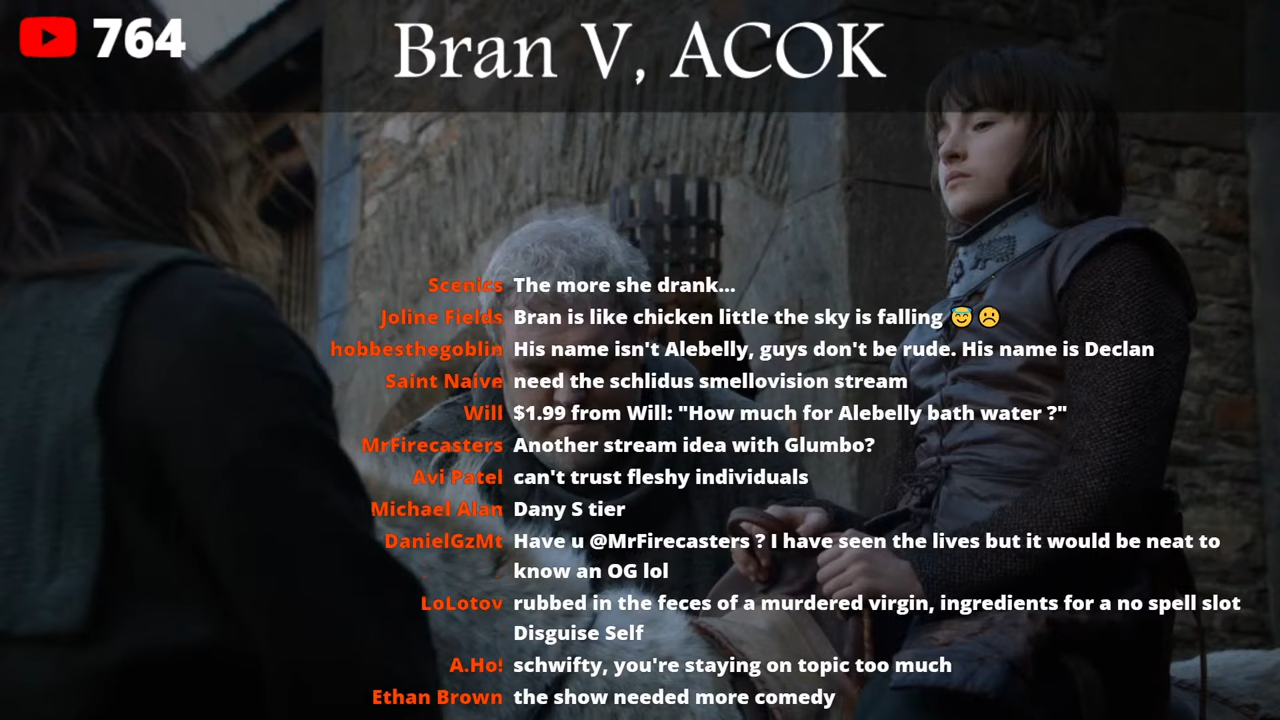 764
Bran V, ACOK
Scenics The more she drank...
Joline Fields Bran is like chicken little the sky is falling 😇☹️
hobbesthegoblin His name isn't Alebelly, guys don't be rude. His name is Declan
Saint Naive need the schlidus smellovision stream
Will $1.99 from Will: "How much for Alebelly bath water ?"
MrFirecasters Another stream idea with Glumbo?
Avi Patel can't trust fleshy individuals
Michael Alan Dany S tier
DanielGzMt Have u @MrFirecasters ? I have seen the lives but it would be neat to
know an OG lol
LoLotov rubbed in the feces of a murdered virgin, ingredients for a no spell slot
Disguise Self
A.Ho! schwifty, you're staying on topic too much
Ethan Brown the show needed more comedy